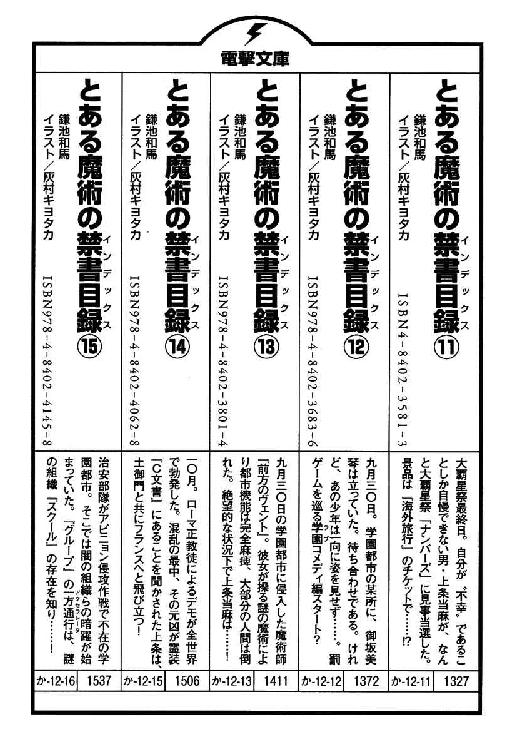 電撃文庫
とある魔術の禁書目録⑪
インデックス
鎌池和馬
イラスト/灰村キヨタカ
ISBN4-8402-3581-3
大覇星祭最終日。自分が“不幸”であるこ
としか自慢できない男・上条当麻が、なん
と大覇星祭『ナンバーズ』に見事当選した。
景品は『海外旅行』のチケットで……!?
か-12-11
1327
とある魔術の禁書目録⑫
インデックス
鎌池和馬
イラスト/灰村キヨタカ
ISBN978-4-8402-3683-6
九月三〇日。学園都市の某所に、御坂美
琴は立っていた。待ち合わせである。けれ
ど、あの少年は一向に姿を見せず……。罰
ゲームを巡る学園コメディ編スタート?
か-12-12
1372
とある魔術の禁書目録⑬
インデックス
鎌池和馬
イラスト/灰村キヨタカ
ISBN978-4-8402-3801-4
九月三〇日の学園都市に侵入した魔術師
『前方のヴェント』。彼女が操る謎の魔術によ
り都市機能は完全麻痺、大部分の人間は倒
れた。絶望的な状況下で上条当麻は……!
か-12-13
1411
とある魔術の禁書目録⑭
インデックス
鎌池和馬
イラスト/灰村キヨタカ
ISBN978-4-8402-4062-8
一〇月。ローマ正教徒によるデモが全世界
で勃発した。混乱の最中、その元凶が霊装
『C文書』にあることを聞かされた上条は、
土御門と共にフランスへと飛び立つ!
か-12-15
1506
とある魔術の禁書目録⑮
インデックス
鎌池和馬
イラスト/灰村キヨタカ
ISBN978-4-8402-4145-8
治安部隊がアビニョン侵攻作戦で不在の学
園都市。そこでは闇の組織らの暗躍が始
まっていた。『グループ』の一方通行は、謎
アクセラレータ
の組織『スクール』の存在を知り……!
か-12-16
1537